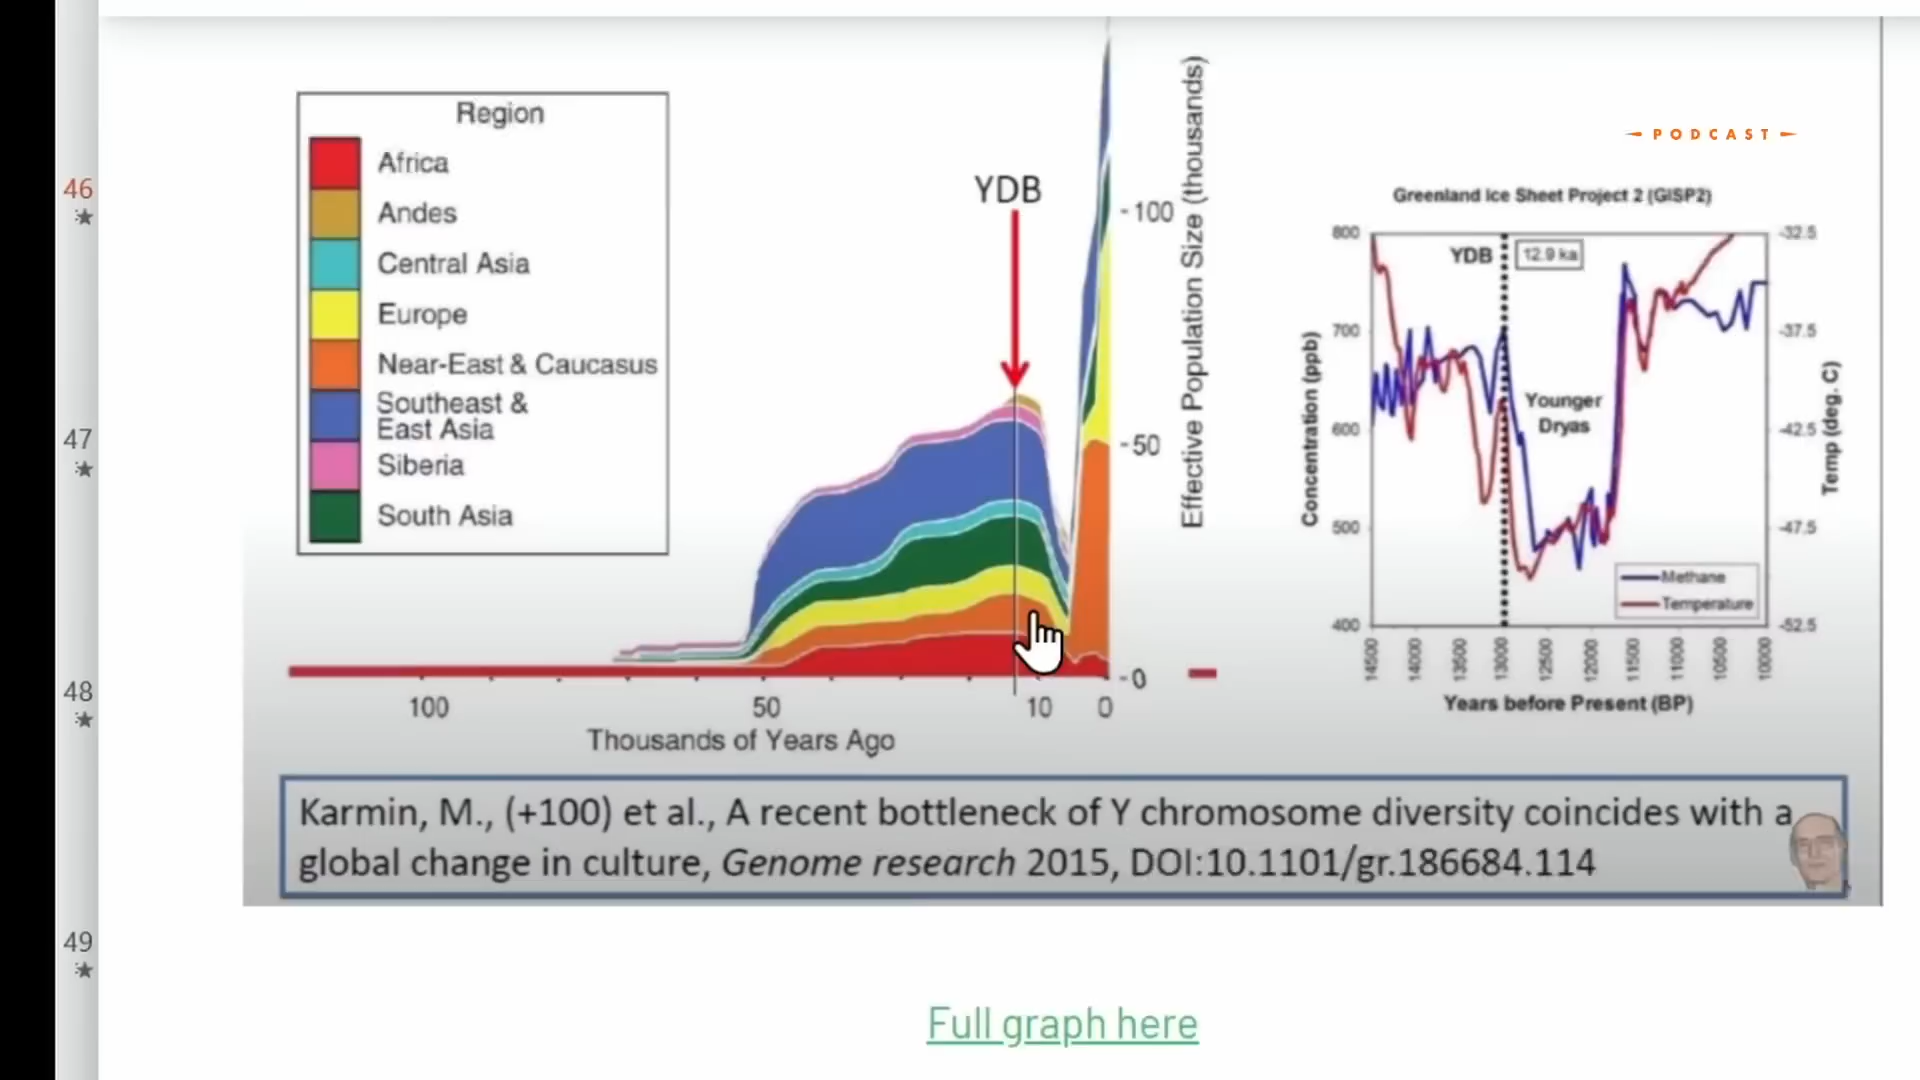 46
47
48
49
Region
Africa
Andes
Central Asia
Europe
Near-East & Caucasus
Southeast &
East Asia
Siberia
South Asia
YDB
100
50
0
Effective Population Size (thousands)
100
50
10
0
Thousands of Years Ago
PODCAST
Greenland Ice Sheet Project 2 (GISP2)
800
700
600
500
400
Concentration (ppb)
YDB
12.9 ka
Younger
Dryas
Methane
Temperature
-32.5
-37.5
-42.5
-47.5
-52.5
Temp (deg. C)
14500
14000
13500
13000
12500
12000
11500
11000
10500
10000
Years before Present (BP)
Karmin, M., (+100) et al., A recent bottleneck of Y chromosome diversity coincides with a
global change in culture, Genome research 2015, DOI:10.1101/gr.186684.114
Full graph here